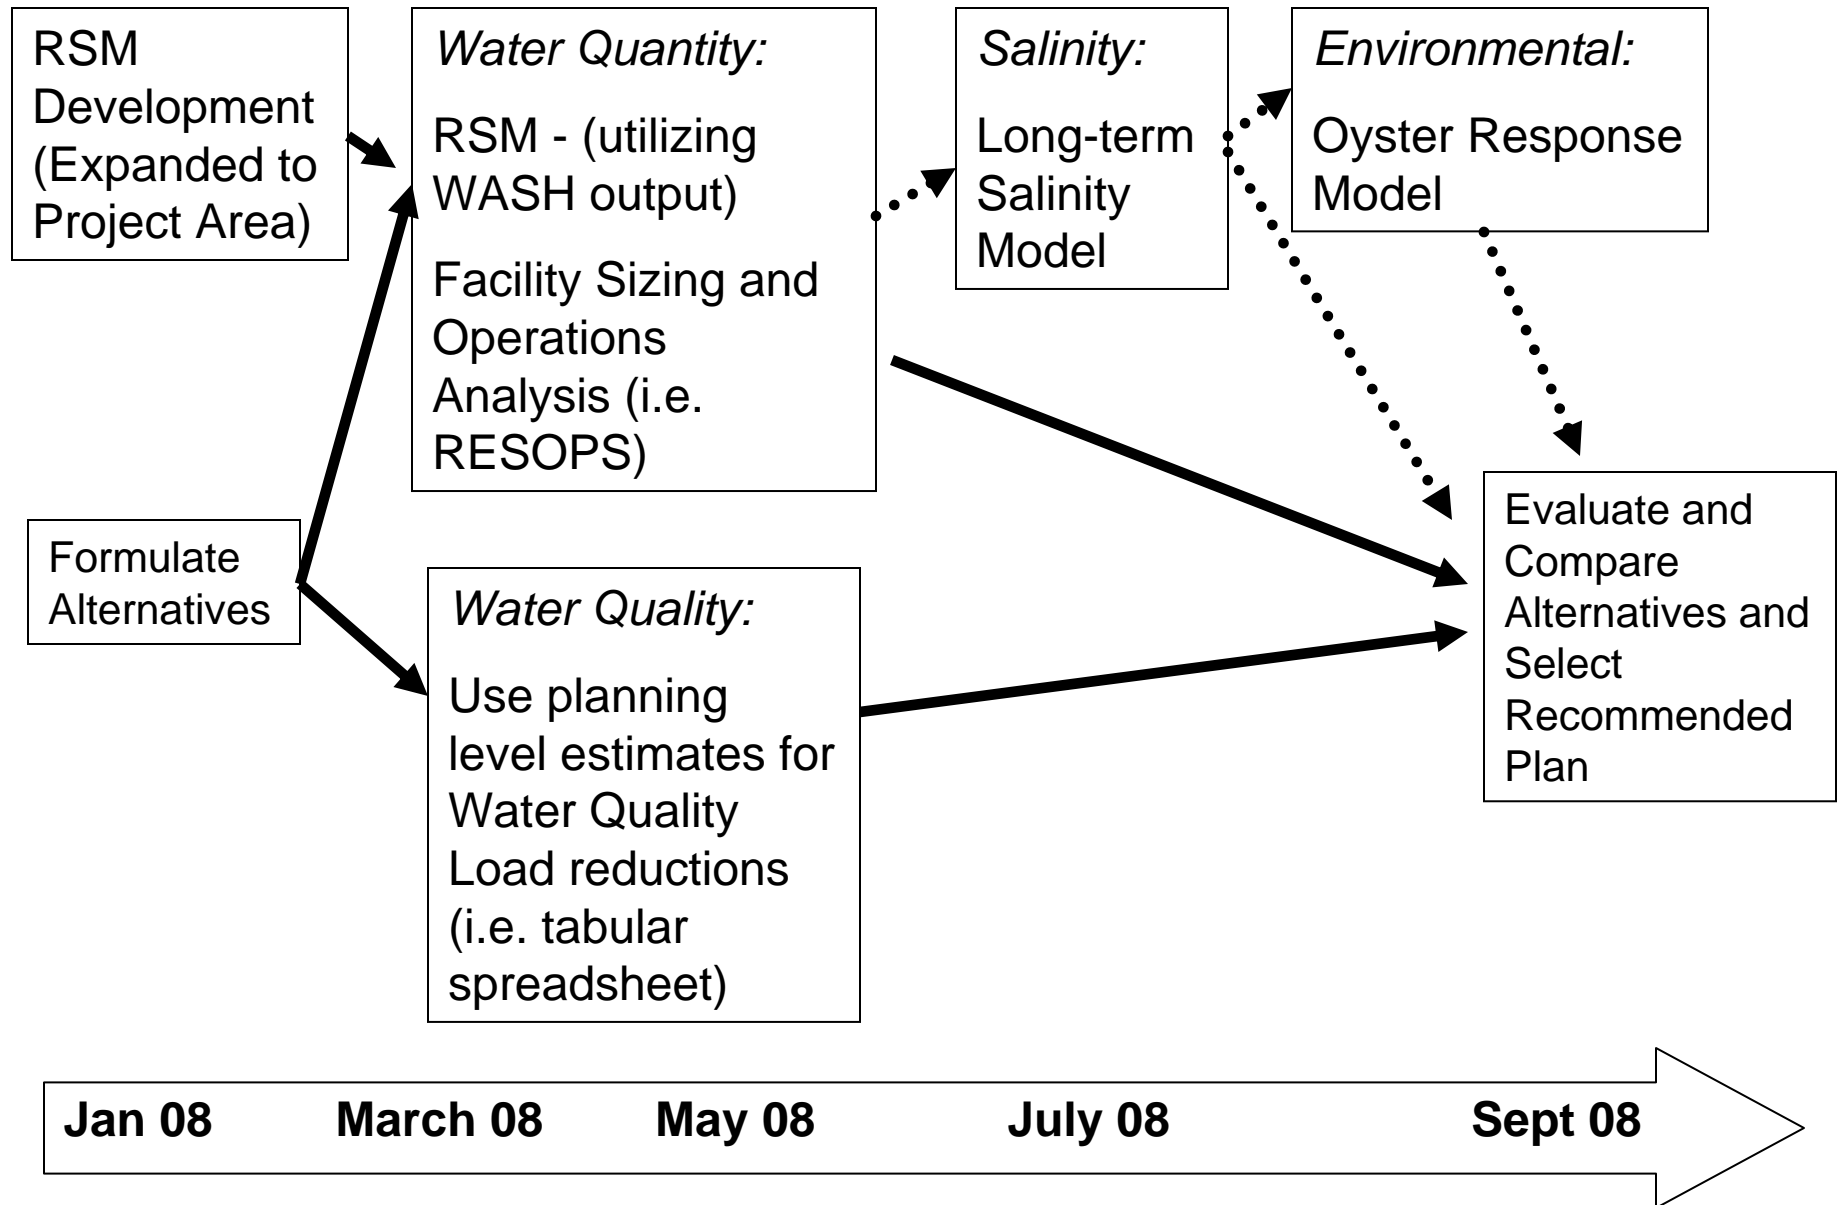 RSM
Development
(Expanded to
Project Area)
Water Quantity:
RSM - (utilizing
WASH output)
Facility Sizing and
Operations
Analysis (i.e.
RESOPS)
Salinity:
Long-term
Salinity
Model
Environmental:
Oyster Response
Model
Formulate
Alternatives
Water Quality:
Use planning
level estimates for
Water Quality
Load reductions
(i.e. tabular
spreadsheet)
Evaluate and
Compare
Alternatives and
Select
Recommended
Plan
Jan 08 March 08 May 08 July 08 Sept 08